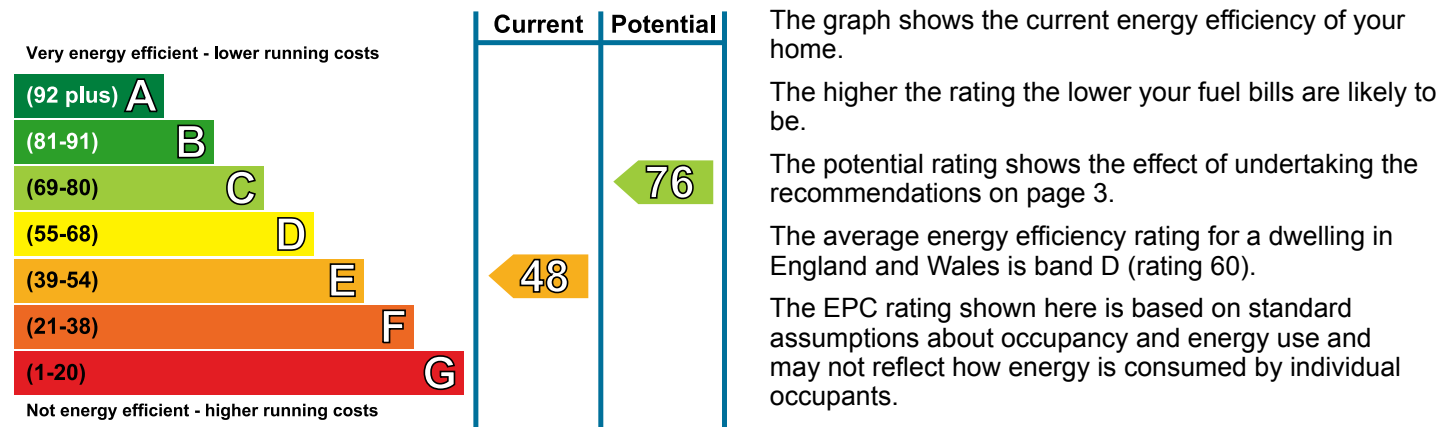 Current Potential
Very energy efficient - lower running costs
(92 plus) A
(81-91) B
(69-80) C
76
(55-68) D
(39-54) E
48
(21-38) F
(1-20) G
Not energy efficient - higher running costs
The graph shows the current energy efficiency of your
home.
The higher the rating the lower your fuel bills are likely to
be.
The potential rating shows the effect of undertaking the
recommendations on page 3.
The average energy efficiency rating for a dwelling in
England and Wales is band D (rating 60).
The EPC rating shown here is based on standard
assumptions about occupancy and energy use and
may not reflect how energy is consumed by individual
occupants.